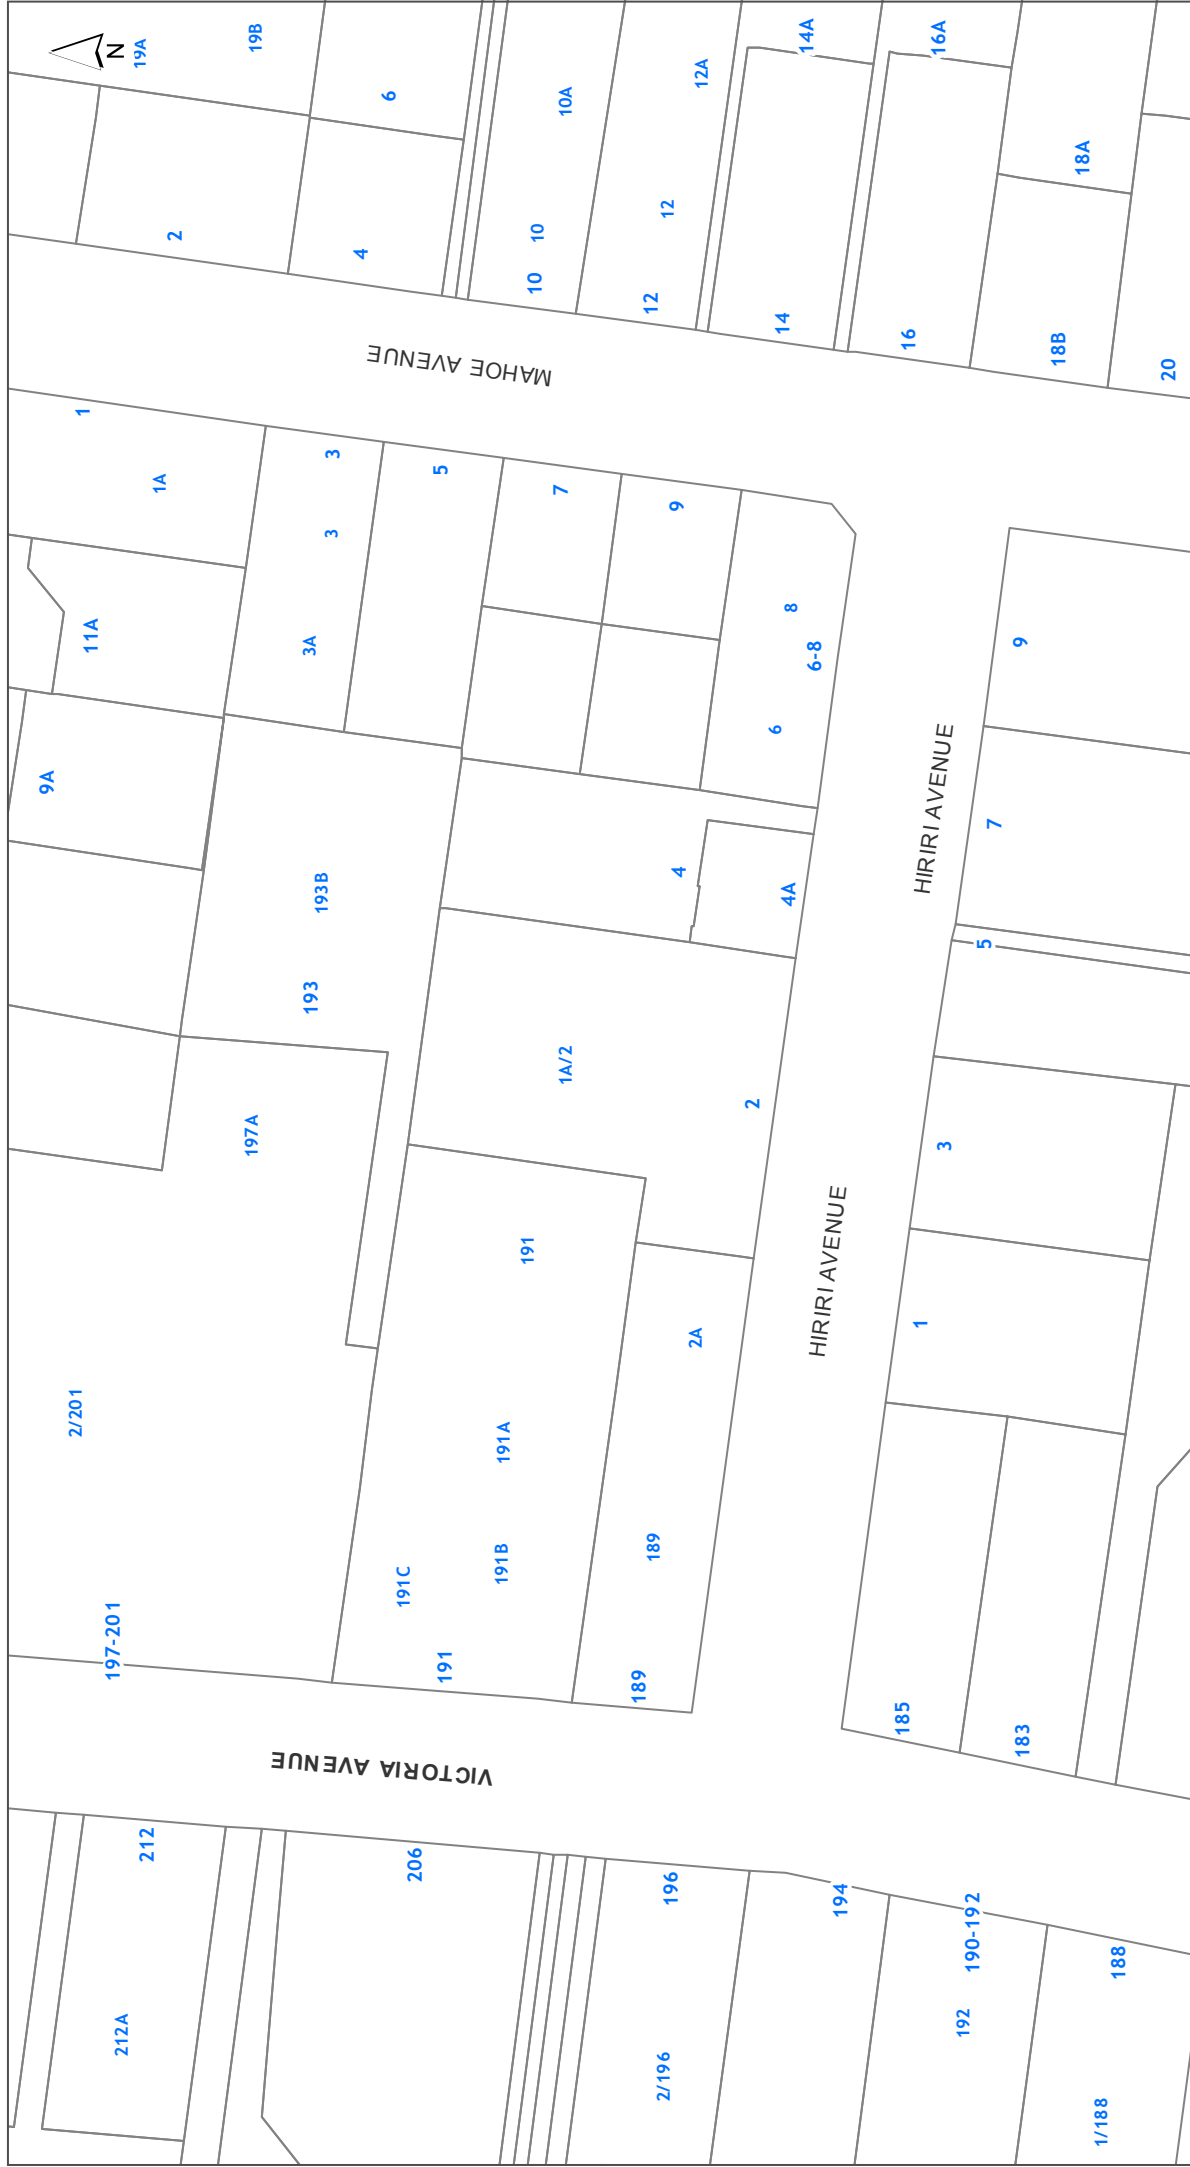 N
19A
19B
6
2
4
10A
10
10
12A
12
12
14A
14
16A
16
18A
18B
20
MAHOE AVENUE
1
1A
3
3
3A
5
7
9
11A
9A
8
6-8
6
4
4A
193B
193
197A
1A/2
2
HIRIRI AVENUE
9
7
5
3
1
HIRIRI AVENUE
2/201
197-201
191
191A
191B
191C
191
2A
189
189
185
183
VICTORIA AVENUE
212
212A
206
196
2/196
194
190-192
192
188
1/188